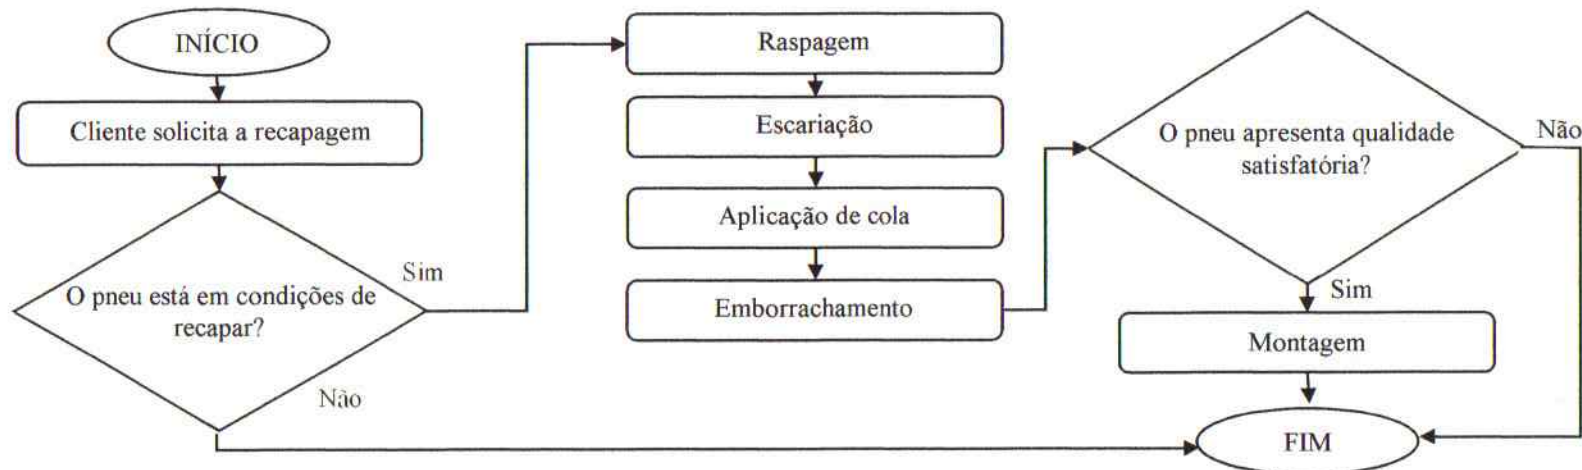 INÍCIO
Cliente solicita a recapagem
O pneu está em condições de
recapar?
Sim
Não
Raspagem
Escariação
Aplicação de cola
Emborrachamento
O pneu apresenta qualidade
satisfatória?
Não
Sim
Montagem
FIM